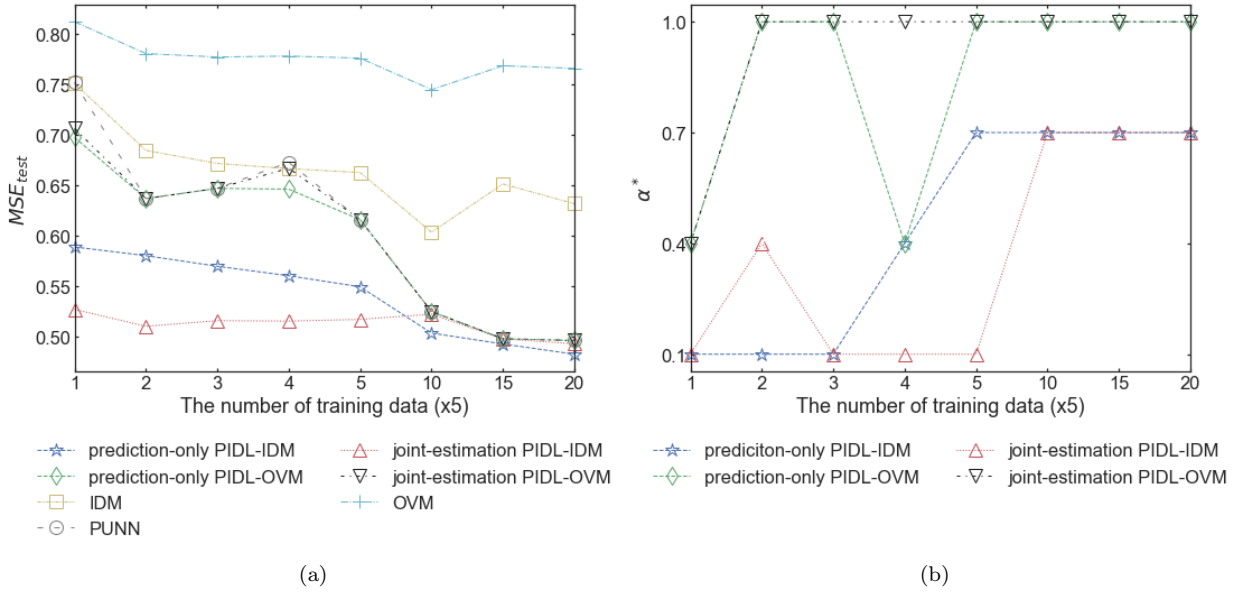 0.80
0.75
0.70
0.65
0.60
0.55
0.50
MSE_test
1 2 3 4 5 10 15 20
The number of training data (x5)
prediction-only PIDL-IDM
joint-estimation PIDL-IDM
prediction-only PIDL-OVM
joint-estimation PIDL-OVM
IDM
OVM
PUNN
(a)
1.0
0.7
0.4
0.1
α*
1 2 3 4 5 10 15 20
The number of training data (x5)
prediciton-only PIDL-IDM
joint-estimation PIDL-IDM
prediction-only PIDL-OVM
joint-estimation PIDL-OVM
(b)